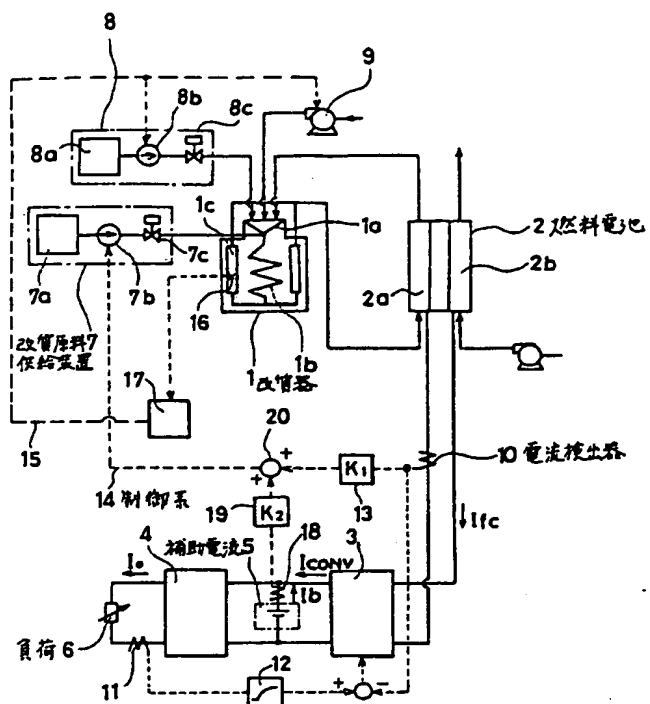 8
9
8b
8c
8a
1c
1a
2 燃料電池
2b
7c
2a
7a
7b
16
改質原料7
供給装置
1b
1 改質器
17
20
+
+
K1
10 電流検出器
15
14 制御系
19
K2
13
18
Ifc
4
補助電流5
3
Io
ICONV
Ib
負荷6
12
11
+
−